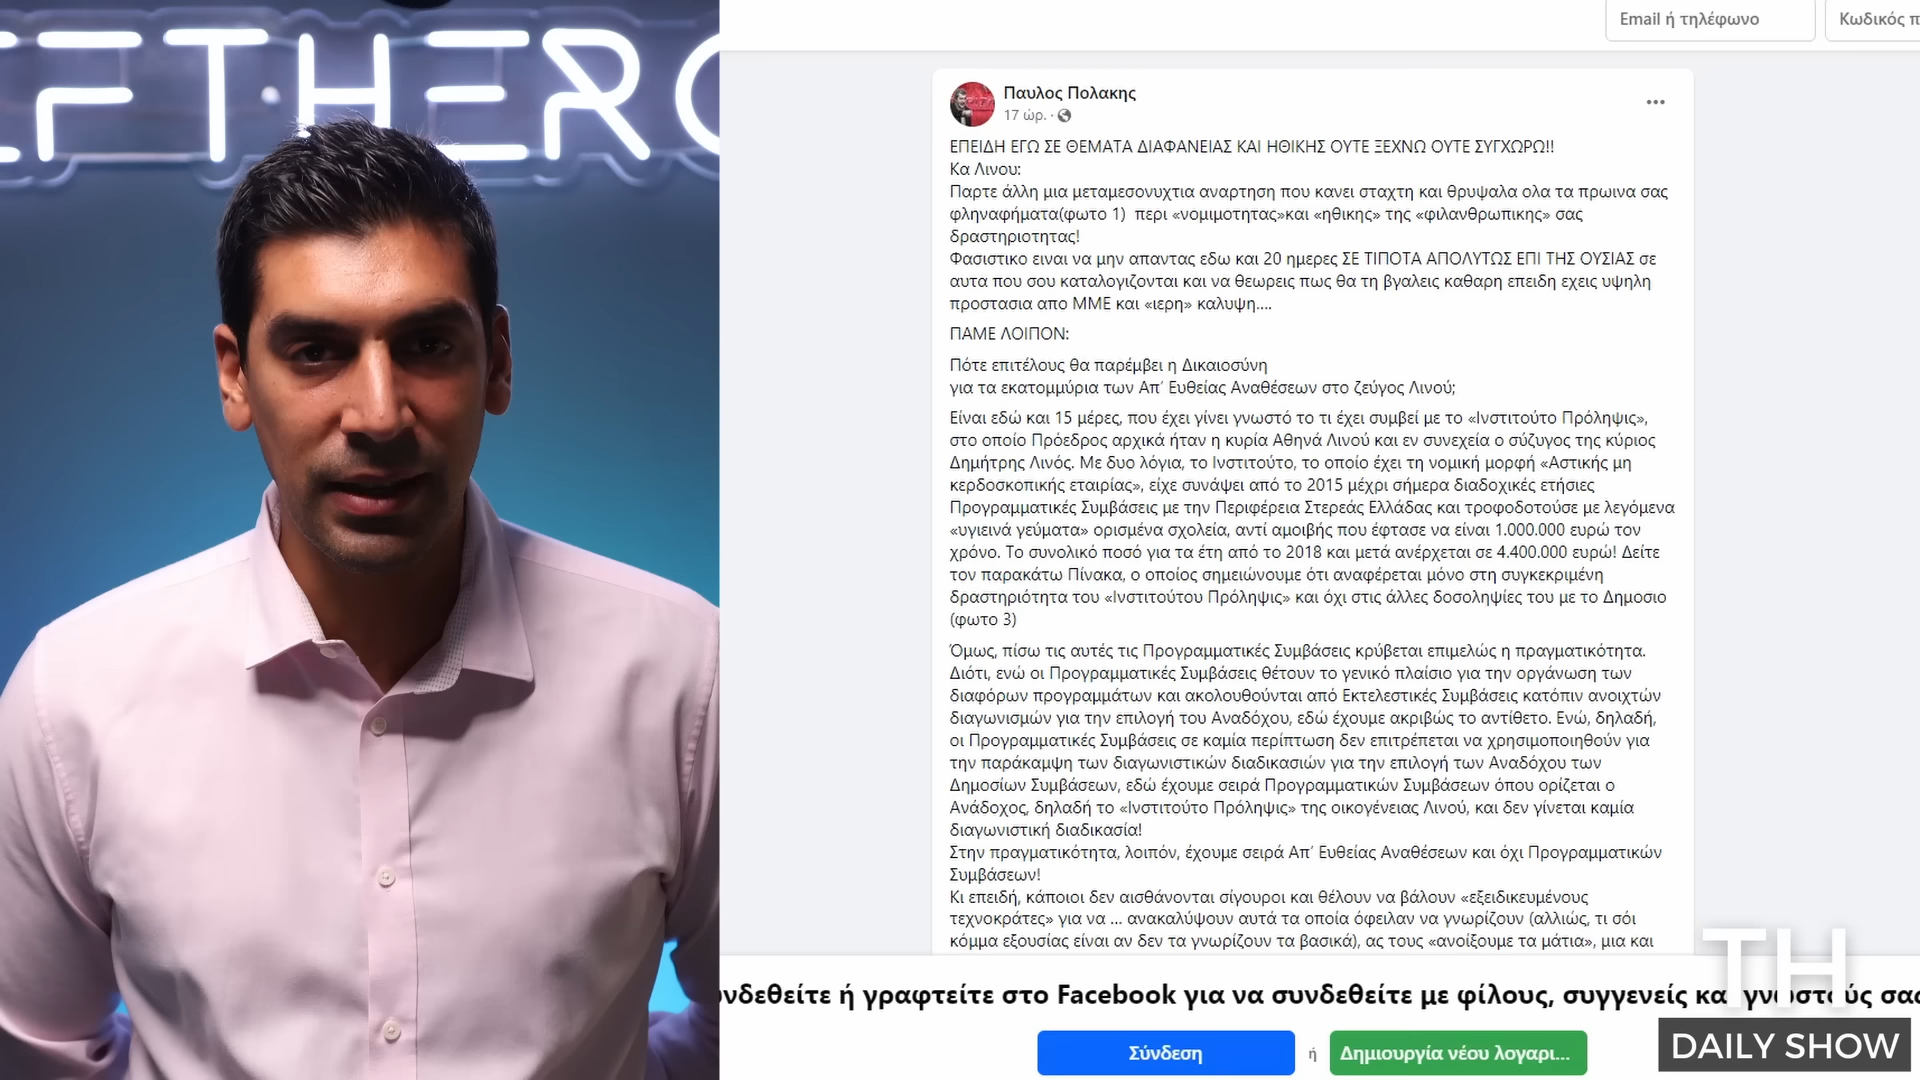 FTHER
Email ή τηλέφωνο
Κωδικός π
Παυλος Πολακης
17 ώρ. ·
ΕΠΕΙΔΗ ΕΓΩ ΣΕ ΘΕΜΑΤΑ ΔΙΑΦΑΝΕΙΑΣ ΚΑΙ ΗΘΙΚΗΣ ΟΥΤΕ ΞΕΧΝΩ ΟΥΤΕ ΣΥΓΧΩΡΩ!!
Κα Λινου:
Παρτε άλλη μια μεταμεσονυχτια αναρτηση που κανει σταχτη και θρυψαλα ολα τα πρωινα σας
φληναφήματα(φωτο 1)  περι «νομιμοτητας»και «ηθικης» της «φιλανθρωπικης» σας
δραστηριοτητας!
Φασιστικο ειναι να μην απαντας εδω και 20 ημερες ΣΕ ΤΙΠΟΤΑ ΑΠΟΛΥΤΩΣ ΕΠΙ ΤΗΣ ΟΥΣΙΑΣ σε
αυτα που σου καταλογιζονται και να θεωρεις πως θα τη βγαλεις καθαρη επειδη εχεις υψηλη
προστασια απο ΜΜΕ και «ιερη» καλυψη....
ΠΑΜΕ ΛΟΙΠΟΝ:
Πότε επιτέλους θα παρέμβει η Δικαιοσύνη
για τα εκατομμύρια των Απ΄ Ευθείας Αναθέσεων στο ζεύγος Λινού;
Είναι εδώ και 15 μέρες, που έχει γίνει γνωστό το τι έχει συμβεί με το «Ινστιτούτο Πρόληψις»,
στο οποίο Πρόεδρος αρχικά ήταν η κυρία Αθηνά Λινού και εν συνεχεία ο σύζυγος της κύριος
Δημήτρης Λινός. Με δυο λόγια, το Ινστιτούτο, το οποίο έχει τη νομική μορφή «Αστικής μη
κερδοσκοπικής εταιρίας», είχε συνάψει από το 2015 μέχρι σήμερα διαδοχικές ετήσιες
Προγραμματικές Συμβάσεις με την Περιφέρεια Στερεάς Ελλάδας και τροφοδοτούσε με λεγόμενα
«υγιεινά γεύματα» ορισμένα σχολεία, αντί αμοιβής που έφτασε να είναι 1.000.000 ευρώ τον
χρόνο. Το συνολικό ποσό για τα έτη από το 2018 και μετά ανέρχεται σε 4.400.000 ευρώ! Δείτε
τον παρακάτω Πίνακα, ο οποίος σημειώνουμε ότι αναφέρεται μόνο στη συγκεκριμένη
δραστηριότητα του «Ινστιτούτου Πρόληψις» και όχι στις άλλες δοσοληψίες του με το Δημοσιο
(φωτο 3)
Όμως, πίσω τις αυτές τις Προγραμματικές Συμβάσεις κρύβεται επιμελώς η πραγματικότητα.
Διότι, ενώ οι Προγραμματικές Συμβάσεις θέτουν το γενικό πλαίσιο για την οργάνωση των
διαφόρων προγραμμάτων και ακολουθούνται από Εκτελεστικές Συμβάσεις κατόπιν ανοιχτών
διαγωνισμών για την επιλογή του Αναδόχου, εδώ έχουμε ακριβώς το αντίθετο. Ενώ, δηλαδή,
οι Προγραμματικές Συμβάσεις σε καμία περίπτωση δεν επιτρέπεται να χρησιμοποιηθούν για
την παράκαμψη των διαγωνιστικών διαδικασιών για την επιλογή των Αναδόχου των
Δημοσίων Συμβάσεων, εδώ έχουμε σειρά Προγραμματικών Συμβάσεων όπου ορίζεται ο
Ανάδοχος, δηλαδή το «Ινστιτούτο Πρόληψις» της οικογένειας Λινού, και δεν γίνεται καμία
διαγωνιστική διαδικασία!
Στην πραγματικότητα, λοιπόν, έχουμε σειρά Απ΄ Ευθείας Αναθέσεων και όχι Προγραμματικών
Συμβάσεων!
Κι επειδή, κάποιοι δεν αισθάνονται σίγουροι και θέλουν να βάλουν «εξειδικευμένους
τεχνοκράτες» για να … ανακαλύψουν αυτά τα οποία όφειλαν να γνωρίζουν (αλλιώς, τι σόι
κόμμα εξουσίας είναι αν δεν τα γνωρίζουν τα βασικά), ας τους «ανοίξουμε τα μάτια», μια και
νδεθείτε ή γραφτείτε στο Facebook για να συνδεθείτε με φίλους, συγγενείς και γνωστούς σας
Σύνδεση
ή
Δημιουργία νέου λογαρι...
TH
DAILY SHOW